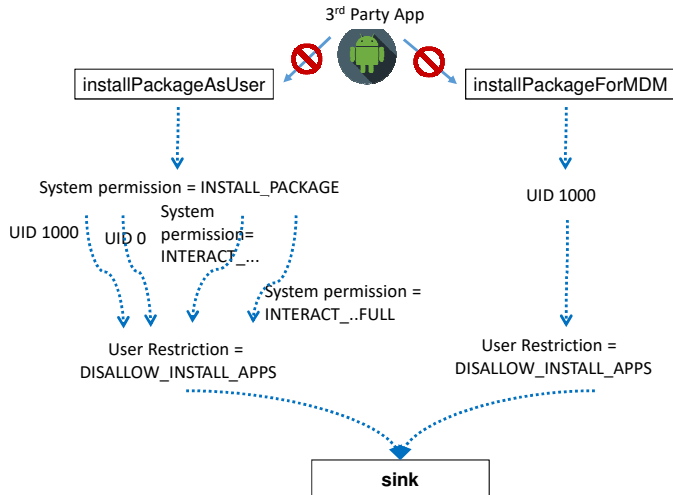 3rd Party App
installPackageAsUser
installPackageForMDM
System permission = INSTALL_PACKAGE
UID 1000
UID 0
System
permission=
INTERACT_...
UID 1000
System permission =
INTERACT_..FULL
User Restriction =
DISALLOW_INSTALL_APPS
User Restriction =
DISALLOW_INSTALL_APPS
sink